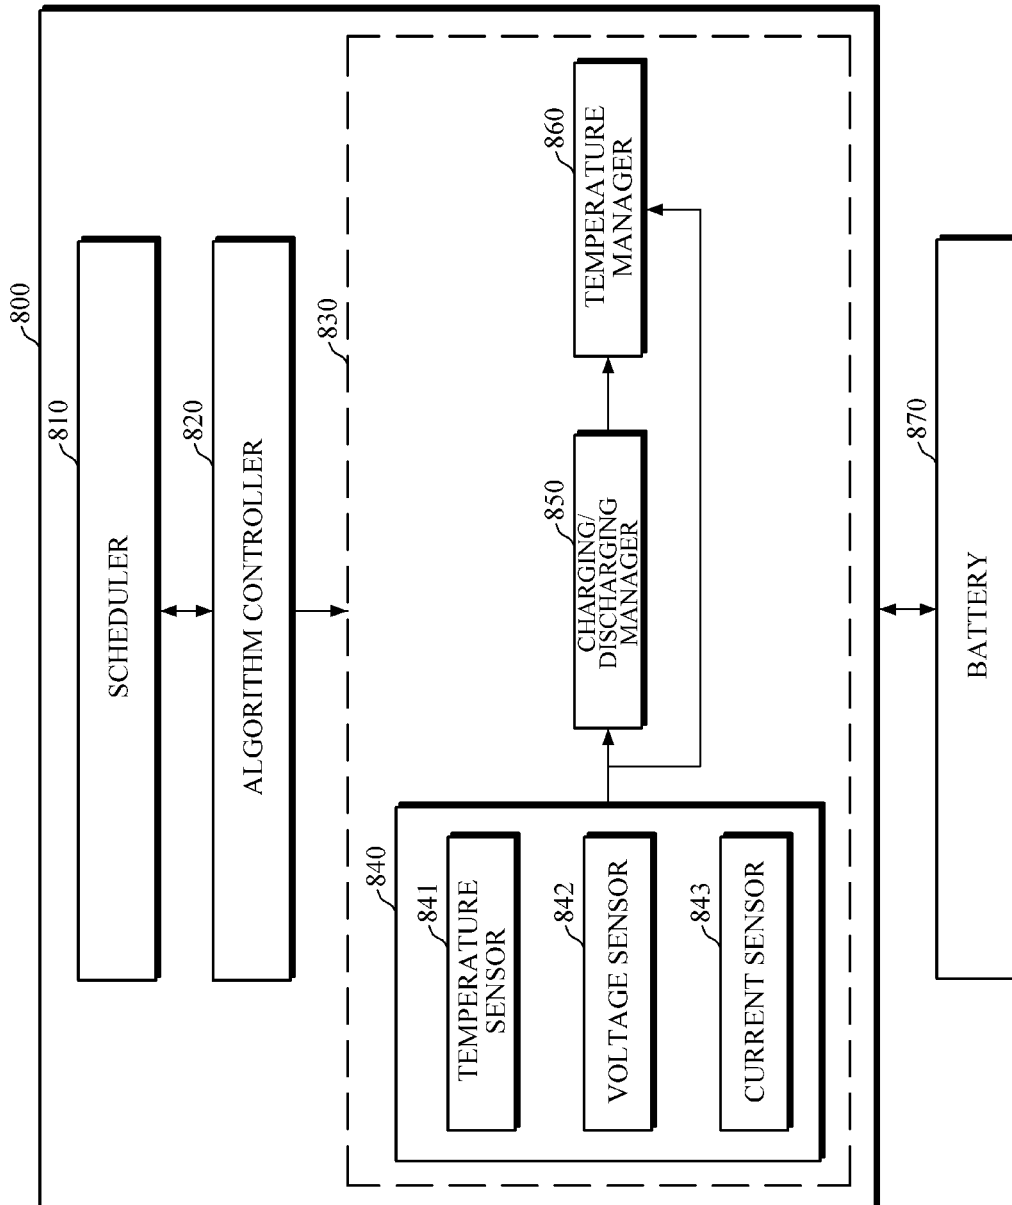 800
810
SCHEDULER
820
ALGORITHM CONTROLLER
830
840
841
TEMPERATURE
SENSOR
842
VOLTAGE SENSOR
843
CURRENT SENSOR
850
CHARGING/
DISCHARGING
MANAGER
860
TEMPERATURE
MANAGER
870
BATTERY